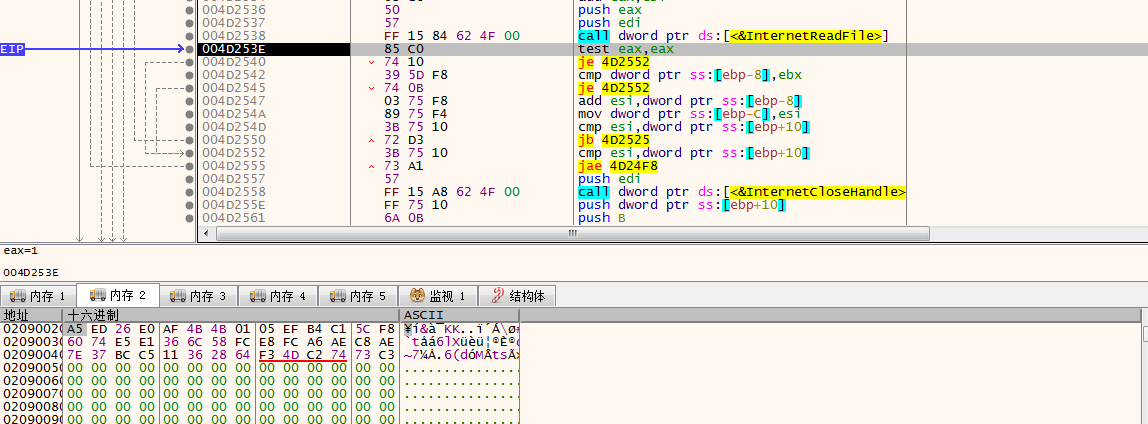 004D2536 50 push eax
004D2537 57 push edi
004D2538 FF 15 84 62 4F 00 call dword ptr ds:[<&InternetReadFile>]
EIP 004D253E 85 C0 test eax,eax
004D2540 74 10 je 4D2552
004D2542 39 5D F8 cmp dword ptr ss:[ebp-8],ebx
004D2545 74 0B je 4D2552
004D2547 03 75 F8 add esi,dword ptr ss:[ebp-8]
004D254A 89 75 F4 mov dword ptr ss:[ebp-C],esi
004D254D 3B 75 10 cmp esi,dword ptr ss:[ebp+10]
004D2550 72 D3 jb 4D2525
004D2552 3B 75 10 cmp esi,dword ptr ss:[ebp+10]
004D2555 73 A1 jae 4D24F8
004D2557 57 push edi
004D2558 FF 15 A8 62 4F 00 call dword ptr ds:[<&InternetCloseHandle>
004D255E FF 75 10 push dword ptr ss:[ebp+10]
004D2561 6A 0B push B
eax=1
004D253E
内存 1 内存 2 内存 3 内存 4 内存 5 监视 1 结构体
地址 十六进制 ASCII
0209002 A5 ED 26 E0 AF 4B 4B 01 05 EF B4 C1 5C F8 ¥í&à¯KK..ï´Á\ø
0209003 60 74 E5 E1 36 6C 58 FC E8 FC A6 AE C8 AE `tåá6lXüèü¦®È®
0209004 7E 37 BC C5 11 36 28 64 F3 4D C2 74 73 C3 ~7¼Å.6(dóMÂtsÃ
0209005 00 00 00 00 00 00 00 00 00 00 00 00 00 00 ..............
0209006 00 00 00 00 00 00 00 00 00 00 00 00 00 00 ..............
0209007 00 00 00 00 00 00 00 00 00 00 00 00 00 00 ..............
0209008 00 00 00 00 00 00 00 00 00 00 00 00 00 00 ..............
0209009 00 00 00 00 00 00 00 00 00 00 00 00 00 00 ..............